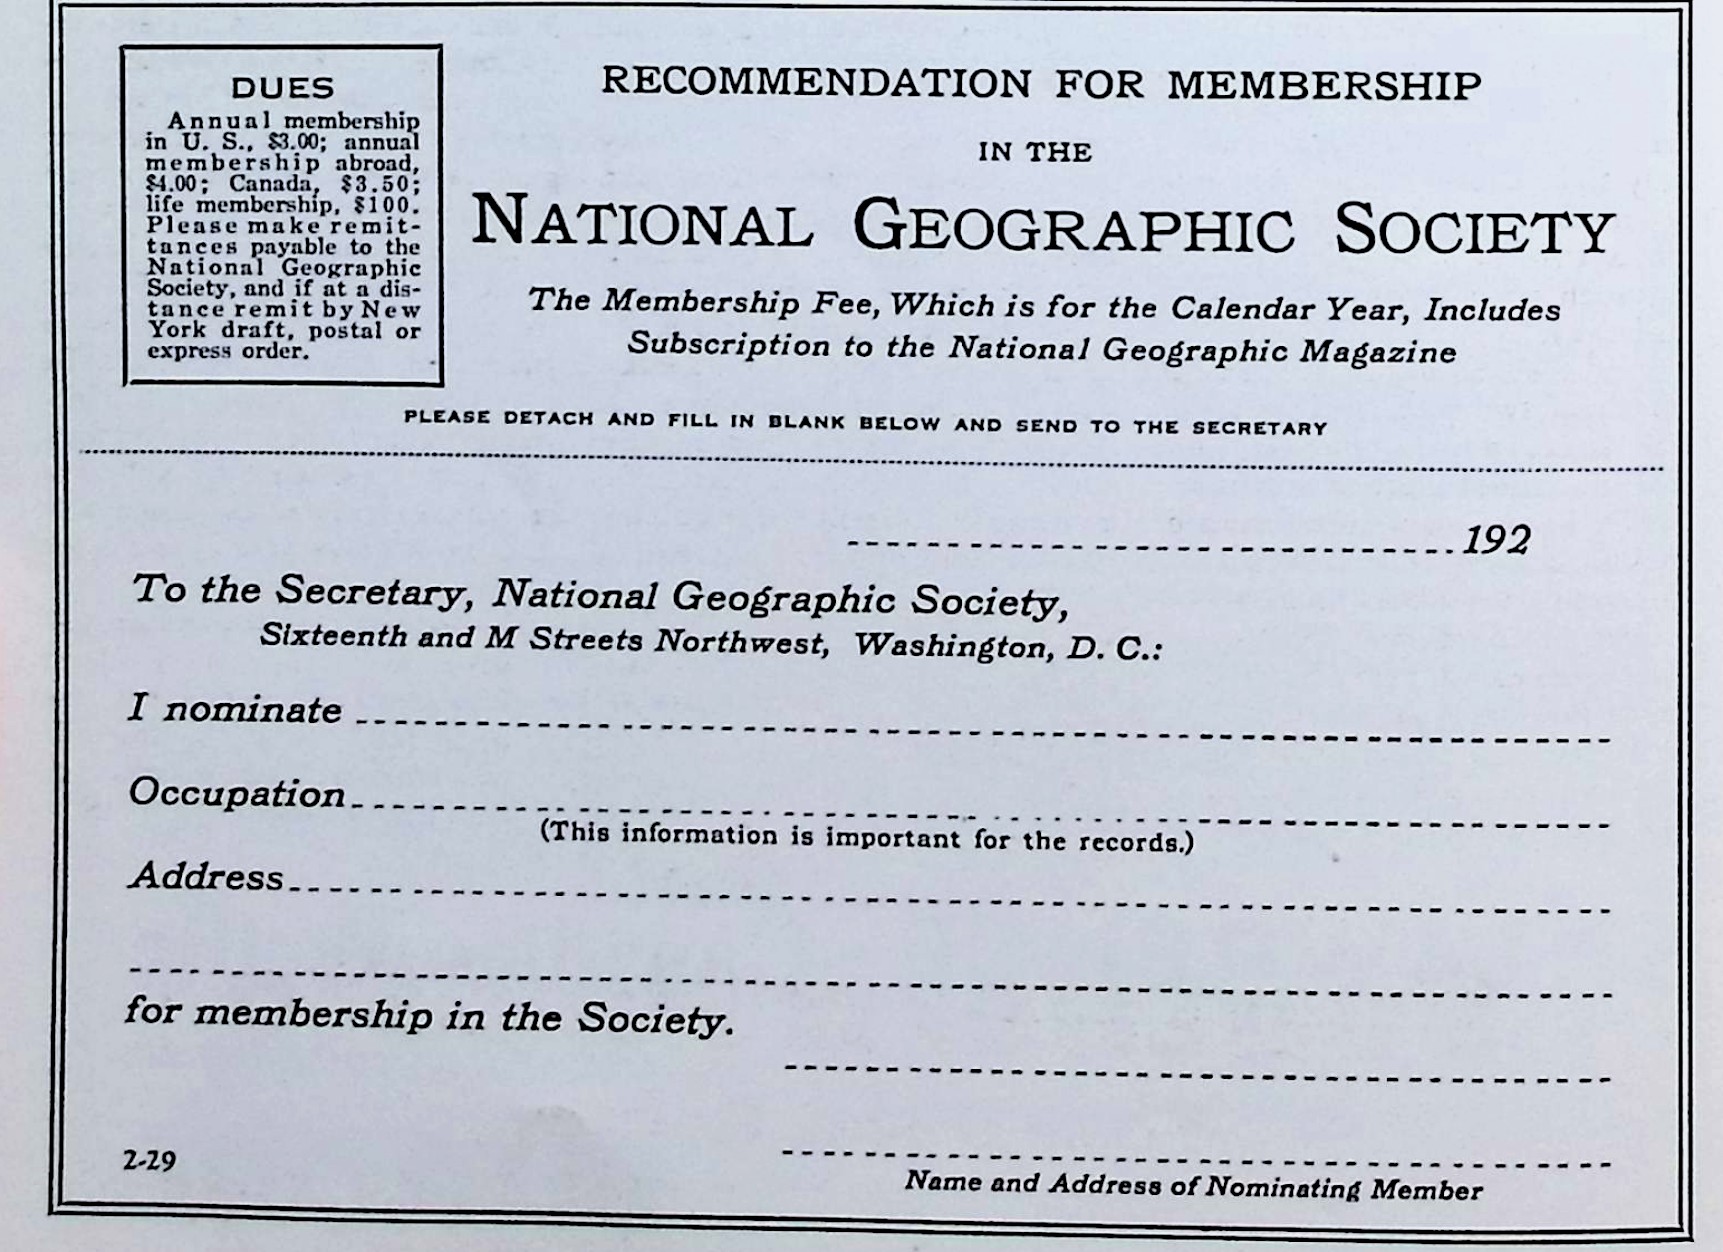 DUES
Annual membership
in U. S., $3.00; annual
membership abroad,
$4.00; Canada, $3.50;
life membership, $100.
Please make remit-
tances payable to the
National Geographic
Society, and if at a dis-
tance remit by New
York draft, postal or
express order.
RECOMMENDATION FOR MEMBERSHIP
IN THE
NATIONAL GEOGRAPHIC SOCIETY
The Membership Fee, Which is for the Calendar Year, Includes
Subscription to the National Geographic Magazine
PLEASE DETACH AND FILL IN BLANK BELOW AND SEND TO THE SECRETARY
192
To the Secretary, National Geographic Society,
Sixteenth and M Streets Northwest, Washington, D. C.:
I nominate
Occupation
(This information is important for the records.)
Address
for membership in the Society.
2-29
Name and Address of Nominating Member